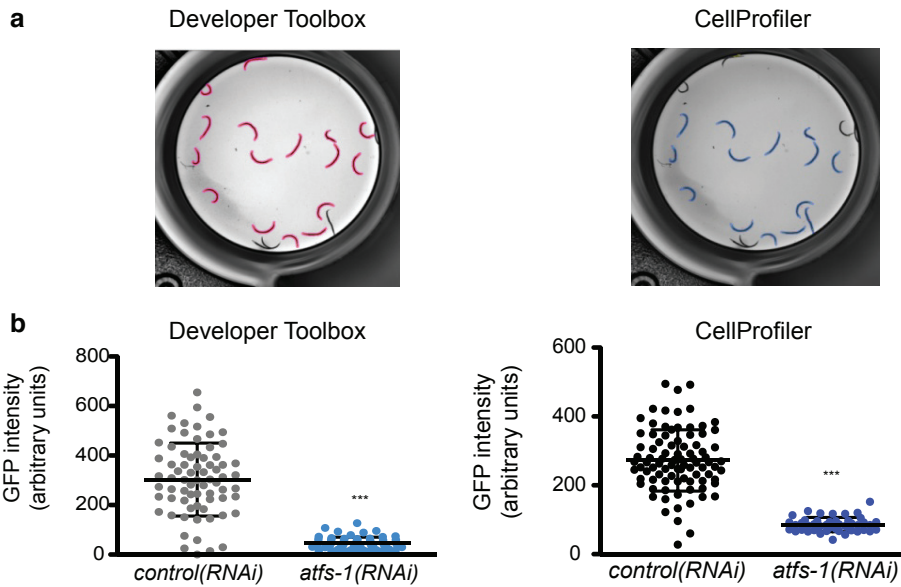 a
Developer Toolbox
CellProfiler
b
Developer Toolbox
GFP intensity
(arbitrary units)
800
600
400
200
0
***
control(RNAi)
atfs-1(RNAi)
CellProfiler
GFP intensity
(arbitrary units)
600
400
200
0
***
control(RNAi)
atfs-1(RNAi)